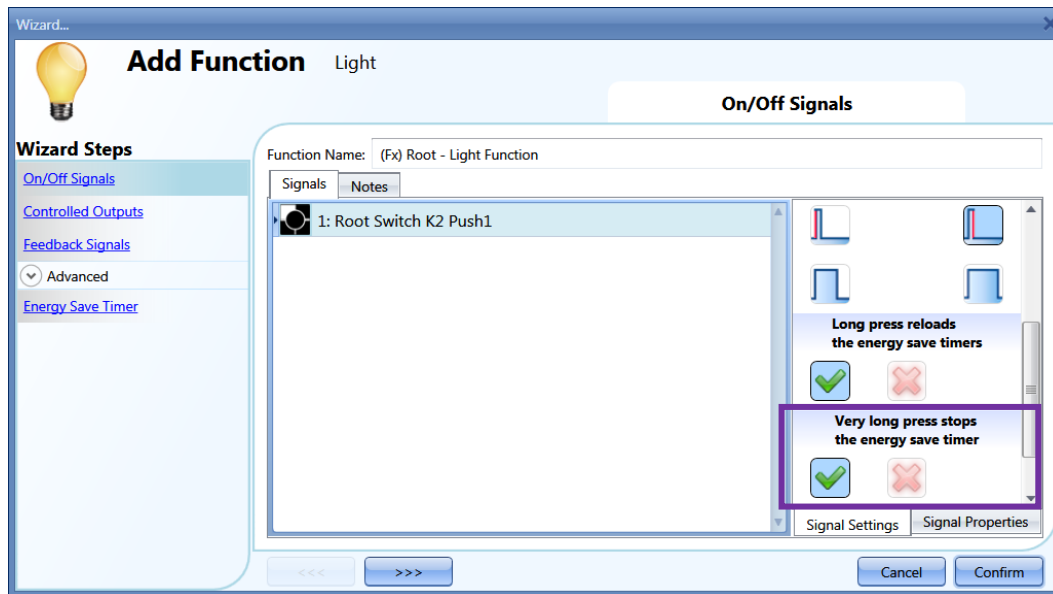 Wizard...
Add Function Light
On/Off Signals
Wizard Steps
On/Off Signals
Controlled Outputs
Feedback Signals
Advanced
Energy Save Timer
Function Name: (Fx) Root - Light Function
Signals Notes
1: Root Switch K2 Push1
Long press reloads
the energy save timers
Very long press stops
the energy save timer
Signal Settings Signal Properties
<<< >>> Cancel Confirm